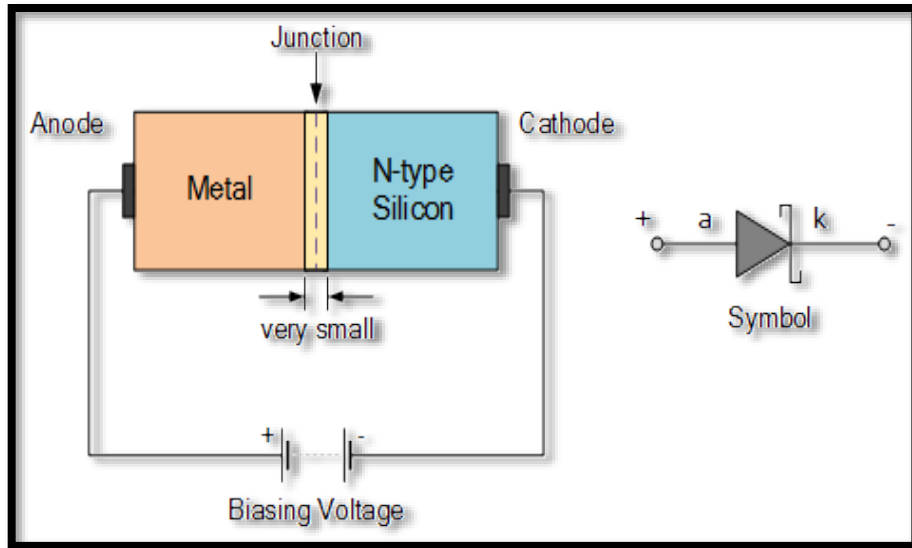 Junction
Anode
Cathode
Metal
N-type
Silicon
+ a k -
very small
Symbol
+ -
Biasing Voltage